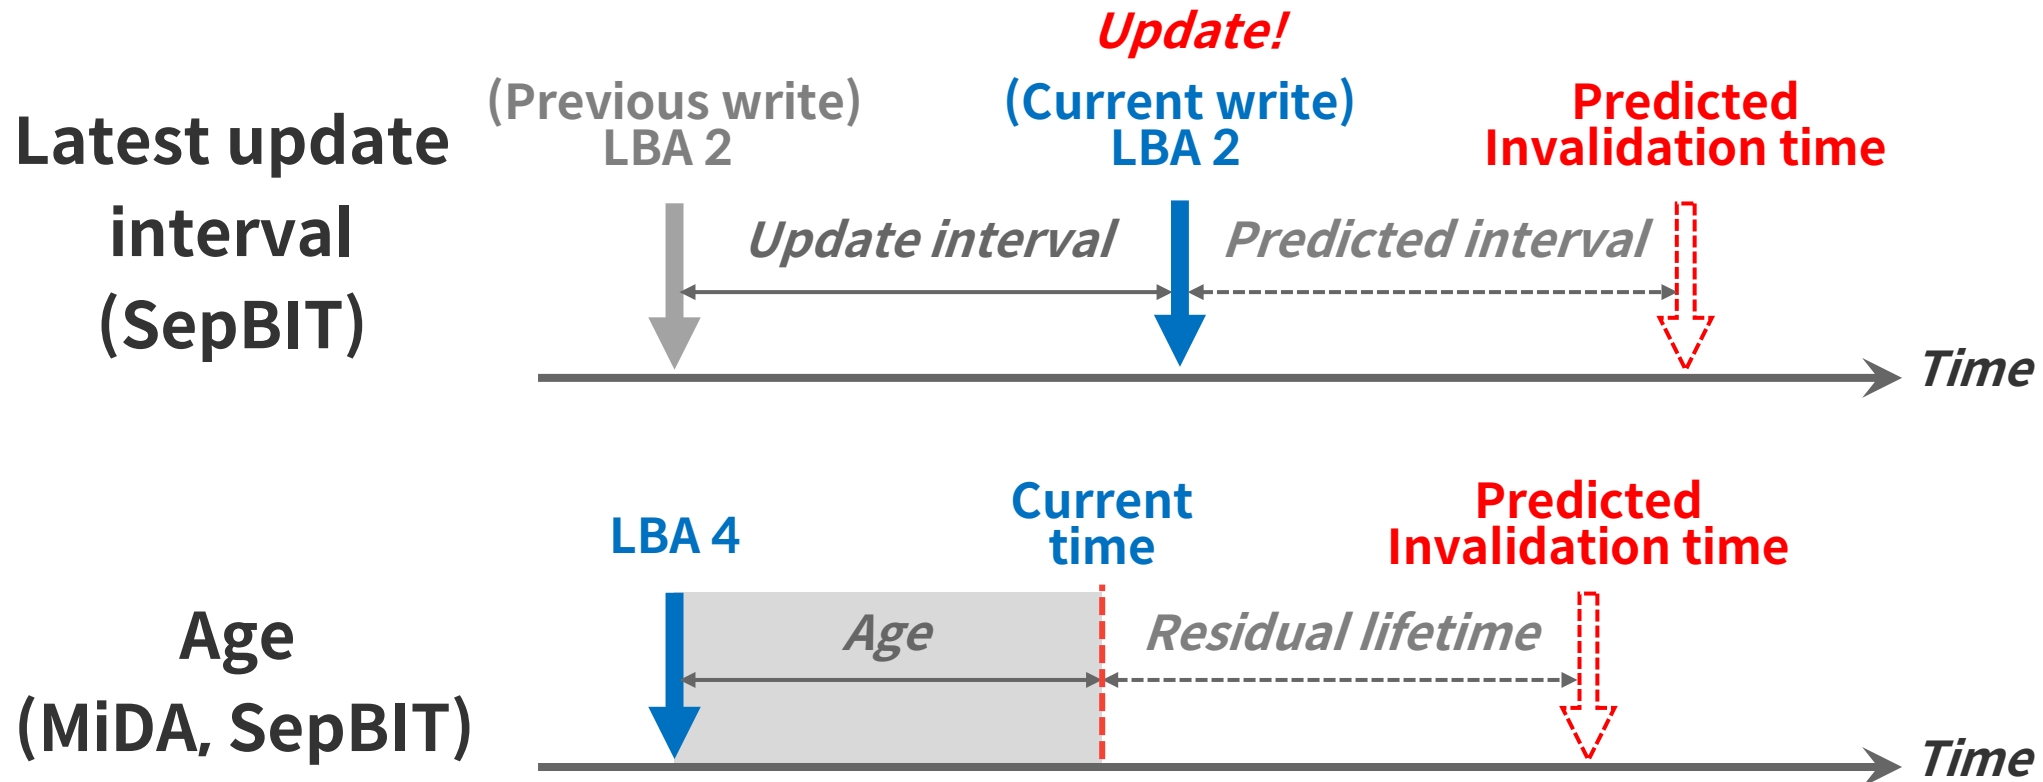 Latest update
interval
(SepBIT)
(Previous write)
LBA 2
Update!
(Current write)
LBA 2
Predicted
Invalidation time
Update interval
Predicted interval
Time
Age
(MiDA, SepBIT)
LBA 4
Current
time
Predicted
Invalidation time
Age
Residual lifetime
Time